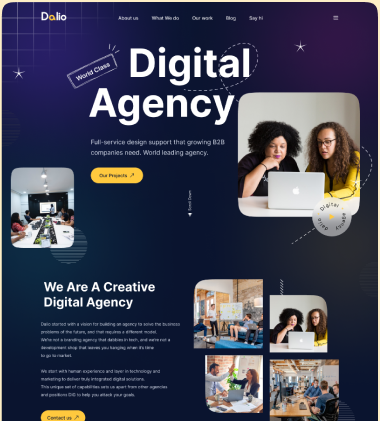 Dalio
About us
What We do
Our work
Blog
Say hi
World Class
Digital
Agency
Full-service design support that growing B2B
companies need. World leading agency.
Our Projects
Scroll Down
Digital
We Are A Creative
Digital Agency
Dalio started with a vision for building an agency to solve the business
problems of the future, and that requires a different model.
We're not a branding agency that dabbles in tech, and we're not a
development shop that leaves you hanging when it's time
to go to market.
We start with human experience and layer in technology and
marketing to deliver truly integrated digital solutions.
This unique set of capabilities sets us apart from other agencies
and positions DIO to help you attack your goals.
Contact us